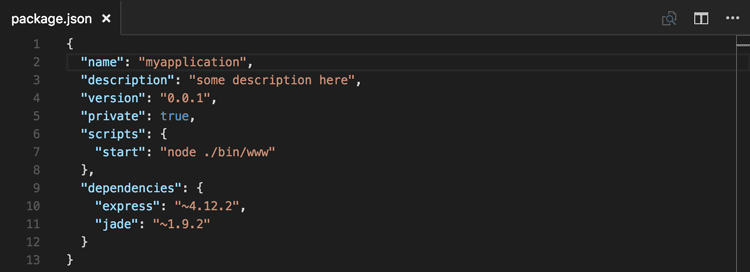 package.json ×
1 {
2 "name": "myapplication",
3 "description": "some description here",
4 "version": "0.0.1",
5 "private": true,
6 "scripts": {
7 "start": "node ./bin/www"
8 },
9 "dependencies": {
10 "express": "~4.12.2",
11 "jade": "~1.9.2"
12 }
13 }